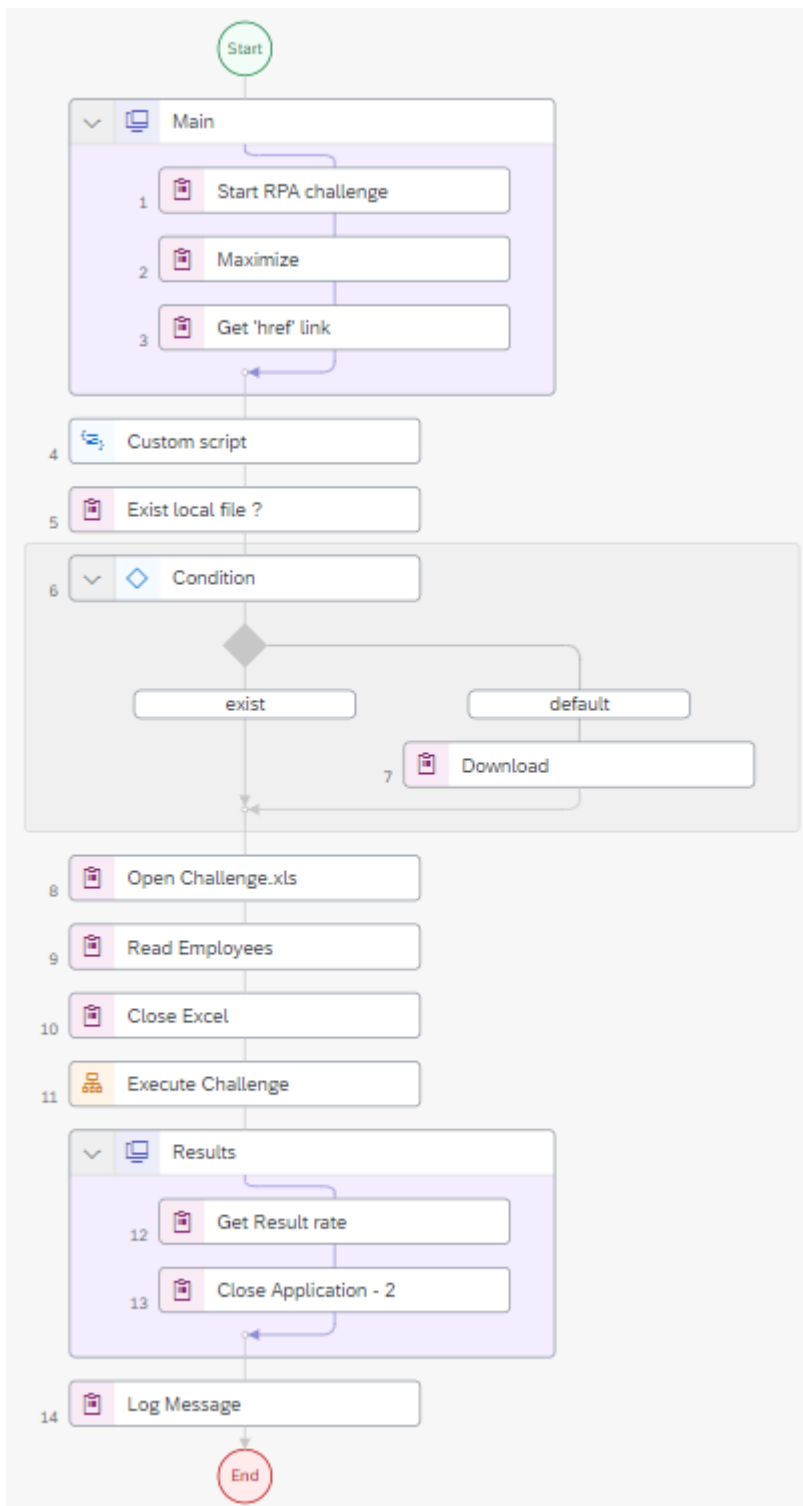 Start
Main
1 Start RPA challenge
2 Maximize
3 Get 'href' link
4 Custom script
5 Exist local file ?
6 Condition
exist default
7 Download
8 Open Challenge.xls
9 Read Employees
10 Close Excel
11 Execute Challenge
Results
12 Get Result rate
13 Close Application - 2
14 Log Message
End